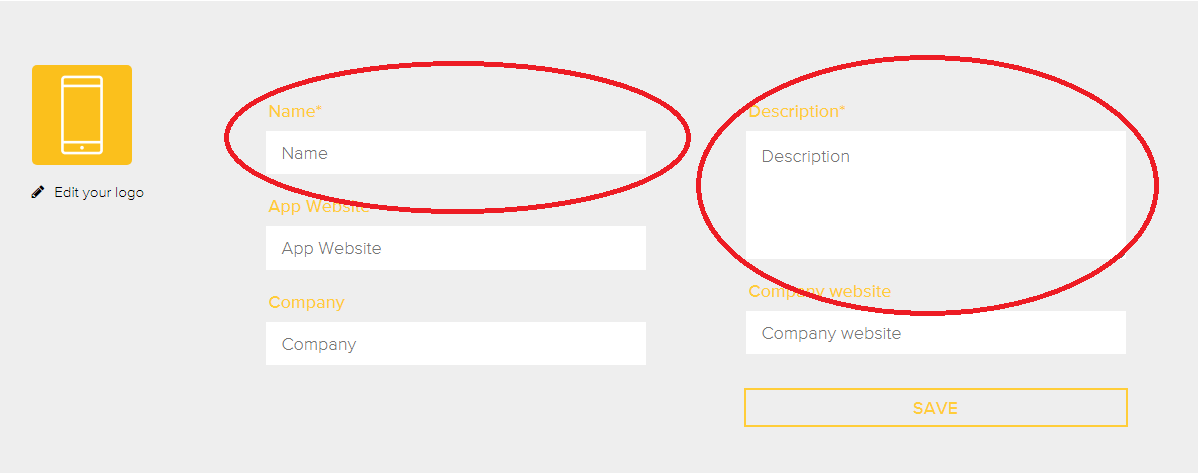 Edit your logo
Name*
Name
App Website
App Website
Company
Company
Description*
Description
Company website
Company website
SAVE